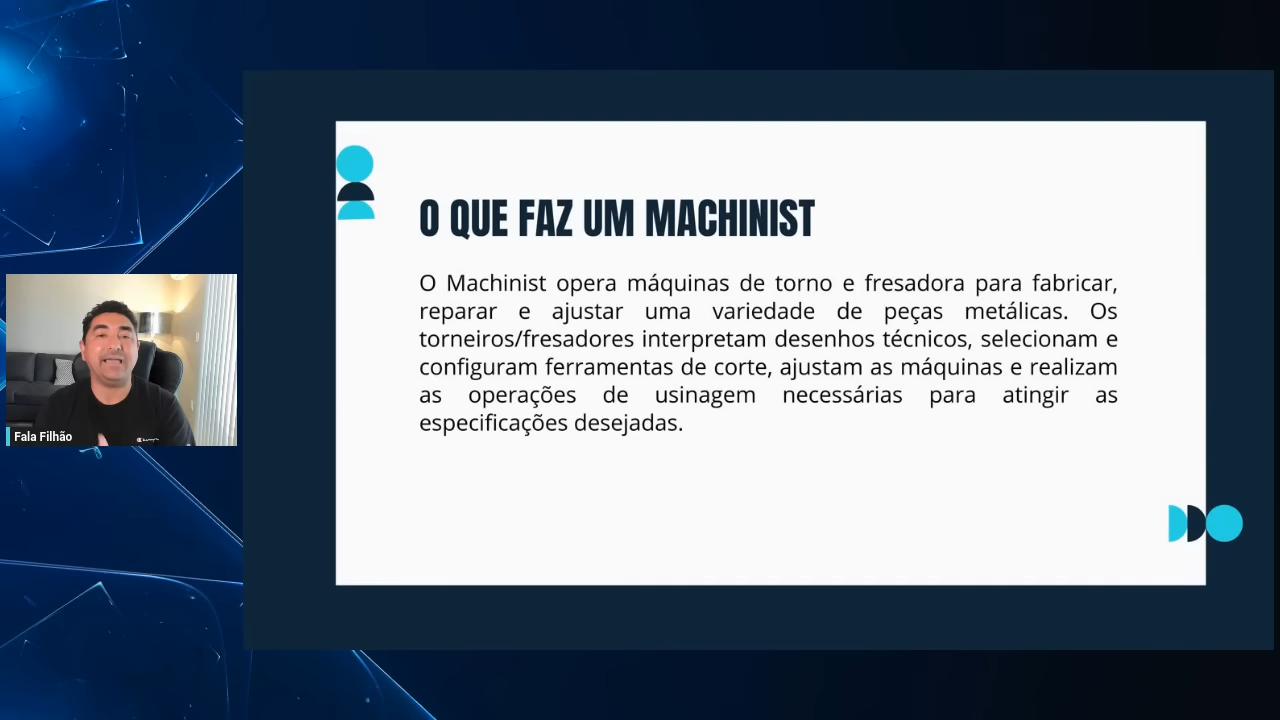 O QUE FAZ UM MACHINIST
O Machinist opera máquinas de torno e fresadora para fabricar,
reparar e ajustar uma variedade de peças metálicas. Os
torneiros/fresadores interpretam desenhos técnicos, selecionam e
configuram ferramentas de corte, ajustam as máquinas e realizam
as operações de usinagem necessárias para atingir as
especificações desejadas.
Fala Filhão